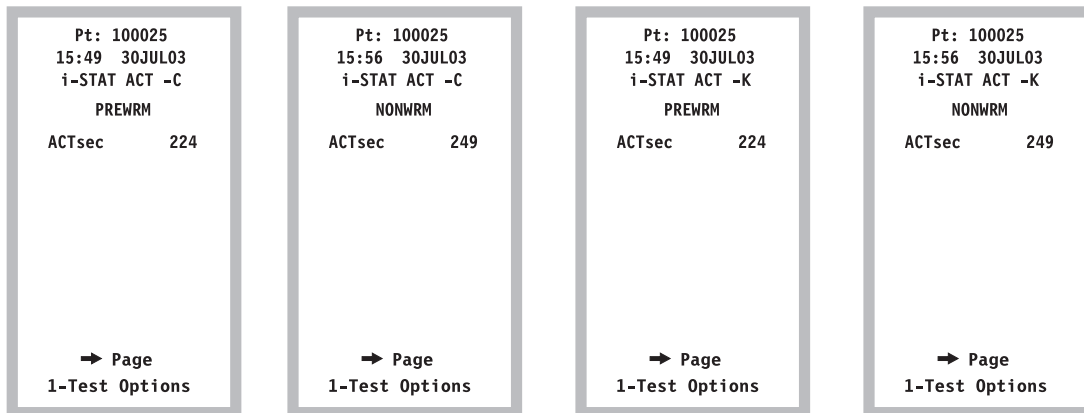 Pt: 100025
15:49 30JUL03
i-STAT ACT -C
PREWRM
ACTsec 224
→ Page
1-Test Options
Pt: 100025
15:56 30JUL03
i-STAT ACT -C
NONWRM
ACTsec 249
→ Page
1-Test Options
Pt: 100025
15:49 30JUL03
i-STAT ACT -K
PREWRM
ACTsec 224
→ Page
1-Test Options
Pt: 100025
15:56 30JUL03
i-STAT ACT -K
NONWRM
ACTsec 249
→ Page
1-Test Options